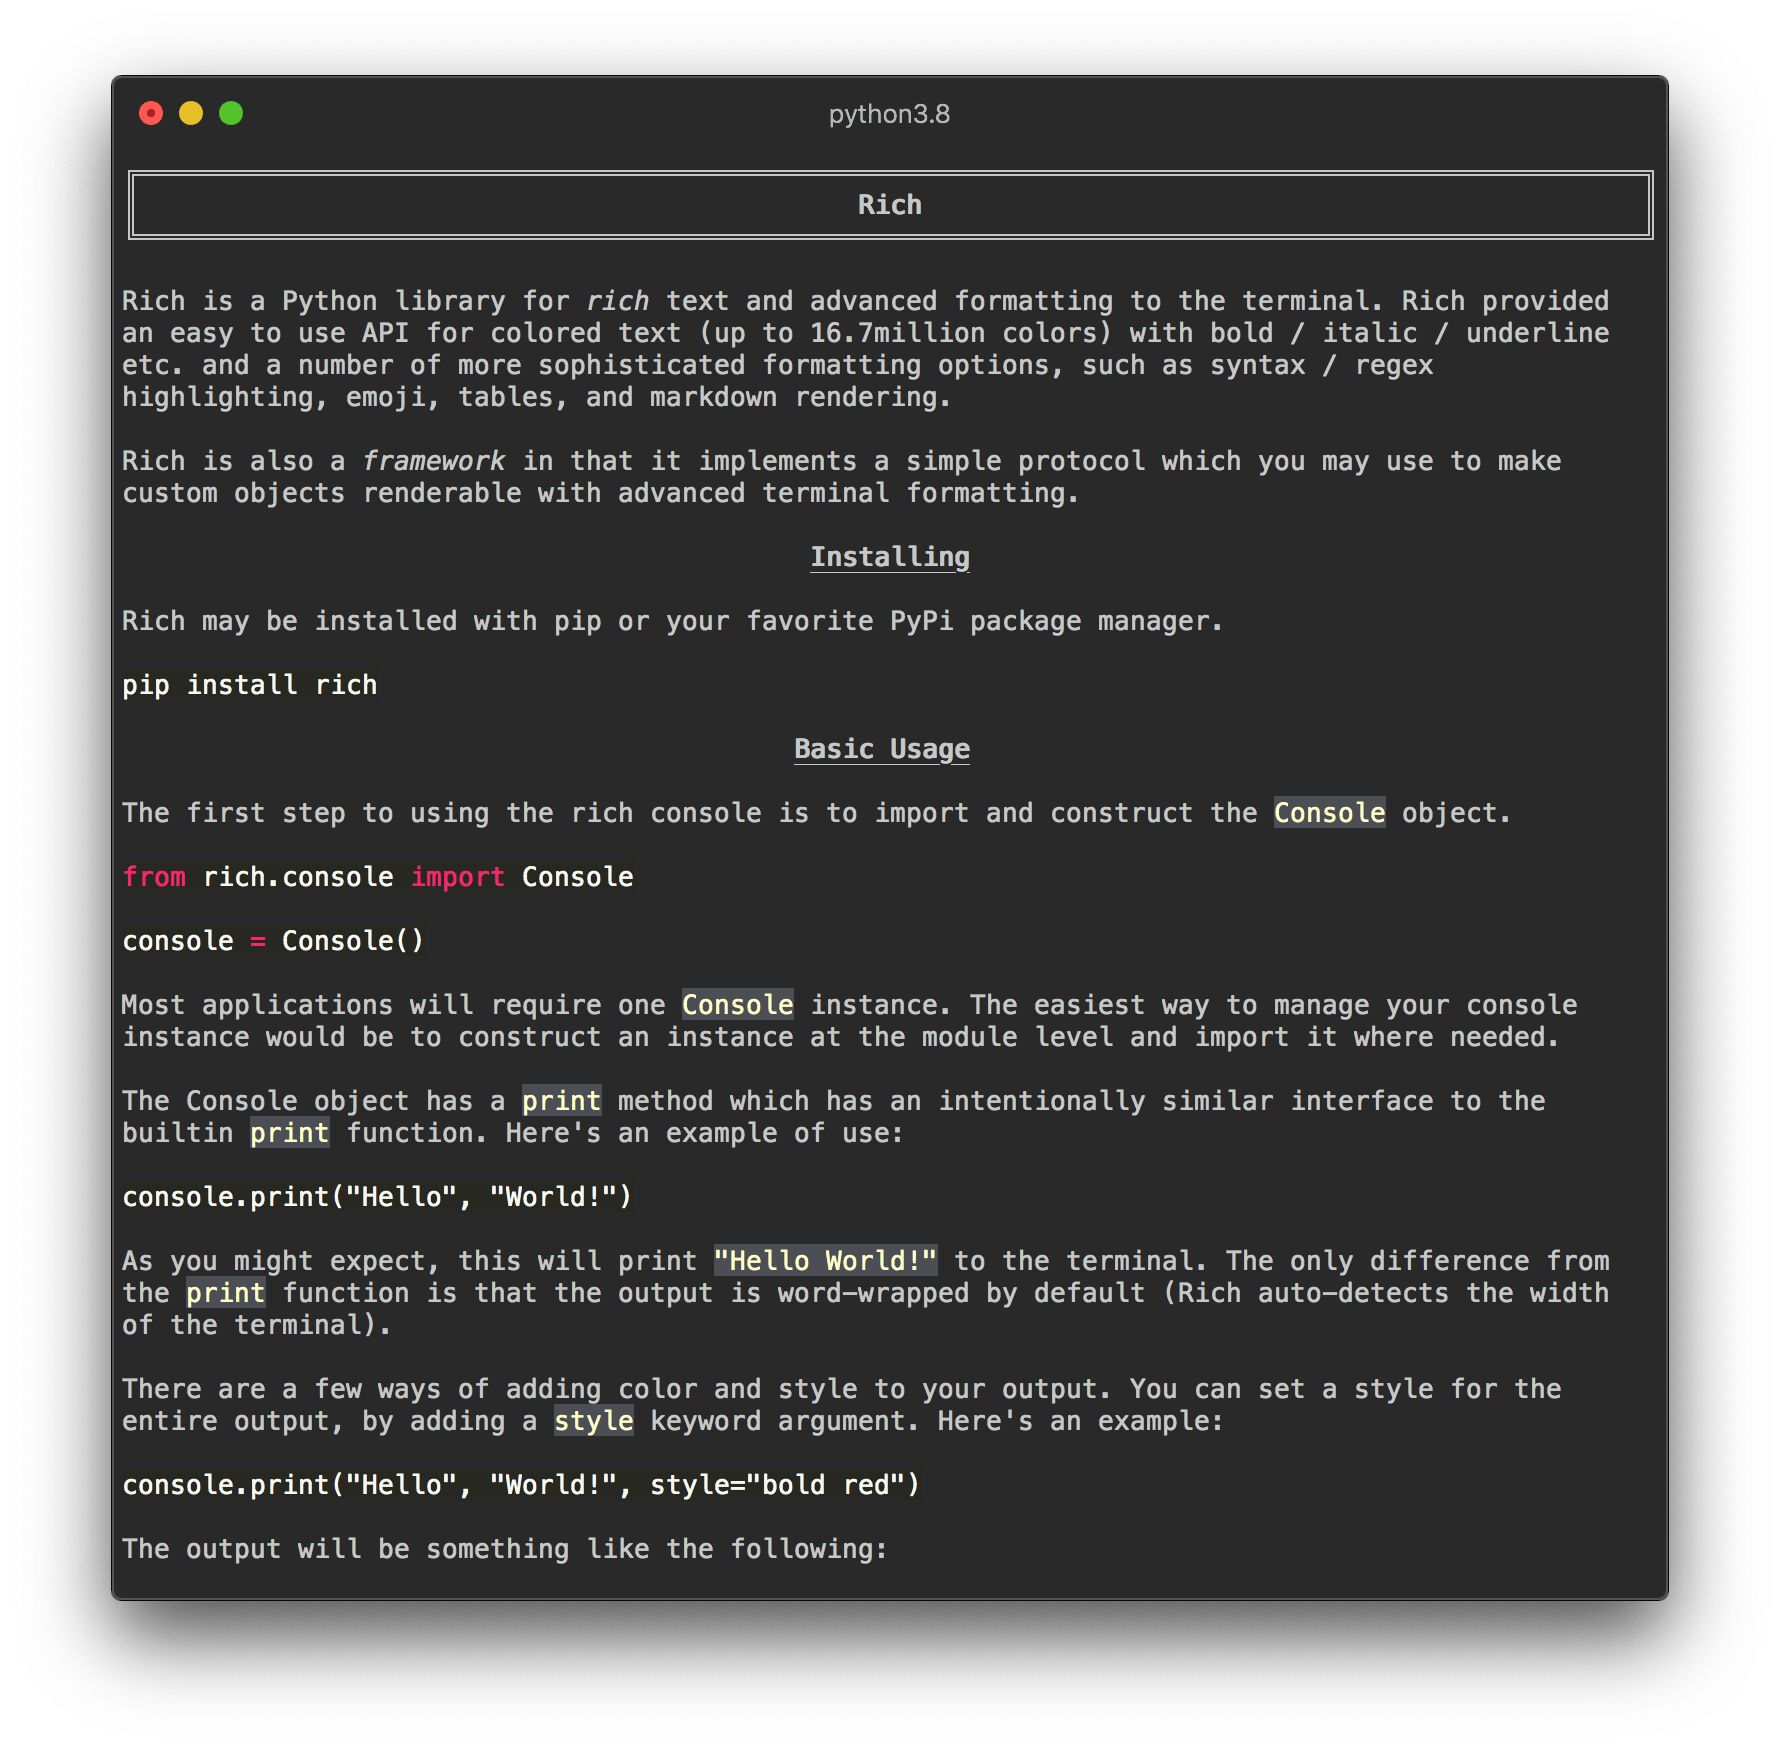 python3.8
Rich
Rich is a Python library for rich text and advanced formatting to the terminal. Rich provided
an easy to use API for colored text (up to 16.7million colors) with bold / italic / underline
etc. and a number of more sophisticated formatting options, such as syntax / regex
highlighting, emoji, tables, and markdown rendering.
Rich is also a framework in that it implements a simple protocol which you may use to make
custom objects renderable with advanced terminal formatting.
Installing
Rich may be installed with pip or your favorite PyPi package manager.
pip install rich
Basic Usage
The first step to using the rich console is to import and construct the Console object.
from rich.console import Console
console = Console()
Most applications will require one Console instance. The easiest way to manage your console
instance would be to construct an instance at the module level and import it where needed.
The Console object has a print method which has an intentionally similar interface to the
builtin print function. Here's an example of use:
console.print("Hello", "World!")
As you might expect, this will print "Hello World!" to the terminal. The only difference from
the print function is that the output is word-wrapped by default (Rich auto-detects the width
of the terminal).
There are a few ways of adding color and style to your output. You can set a style for the
entire output, by adding a style keyword argument. Here's an example:
console.print("Hello", "World!", style="bold red")
The output will be something like the following: